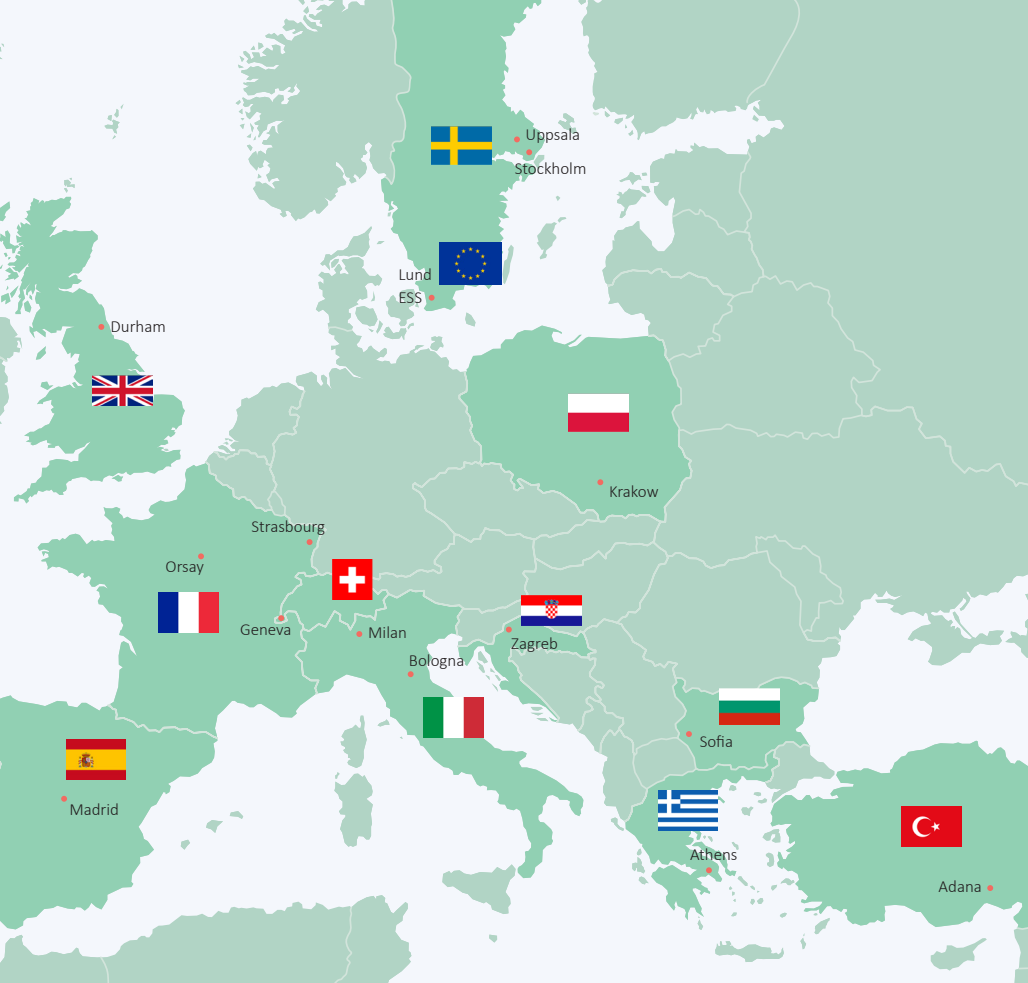 Uppsala
Stockholm
Lund
ESS
Durham
Krakow
Strasbourg
Orsay
Geneva
Milan
Zagreb
Bologna
Sofia
Madrid
Athens
Adana